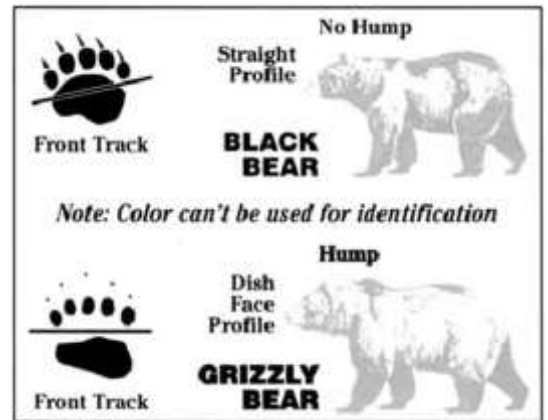 No Hump
Straight
Profile
Front Track
BLACK
BEAR
Note: Color can't be used for identification
Hump
Dish
Face
Profile
Front Track
GRIZZLY
BEAR